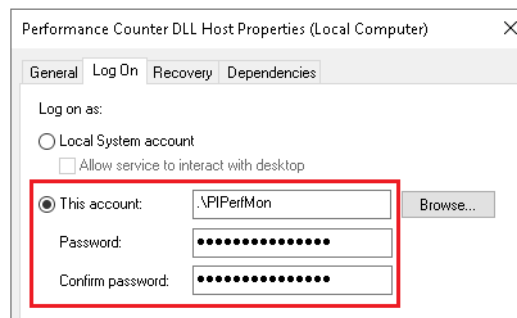 Performance Counter DLL Host Properties (Local Computer)
General Log On Recovery Dependencies
Log on as:
Local System account
Allow service to interact with desktop
This account: .\PIPerfMon Browse...
Password: •••••••••••••••
Confirm password: •••••••••••••••